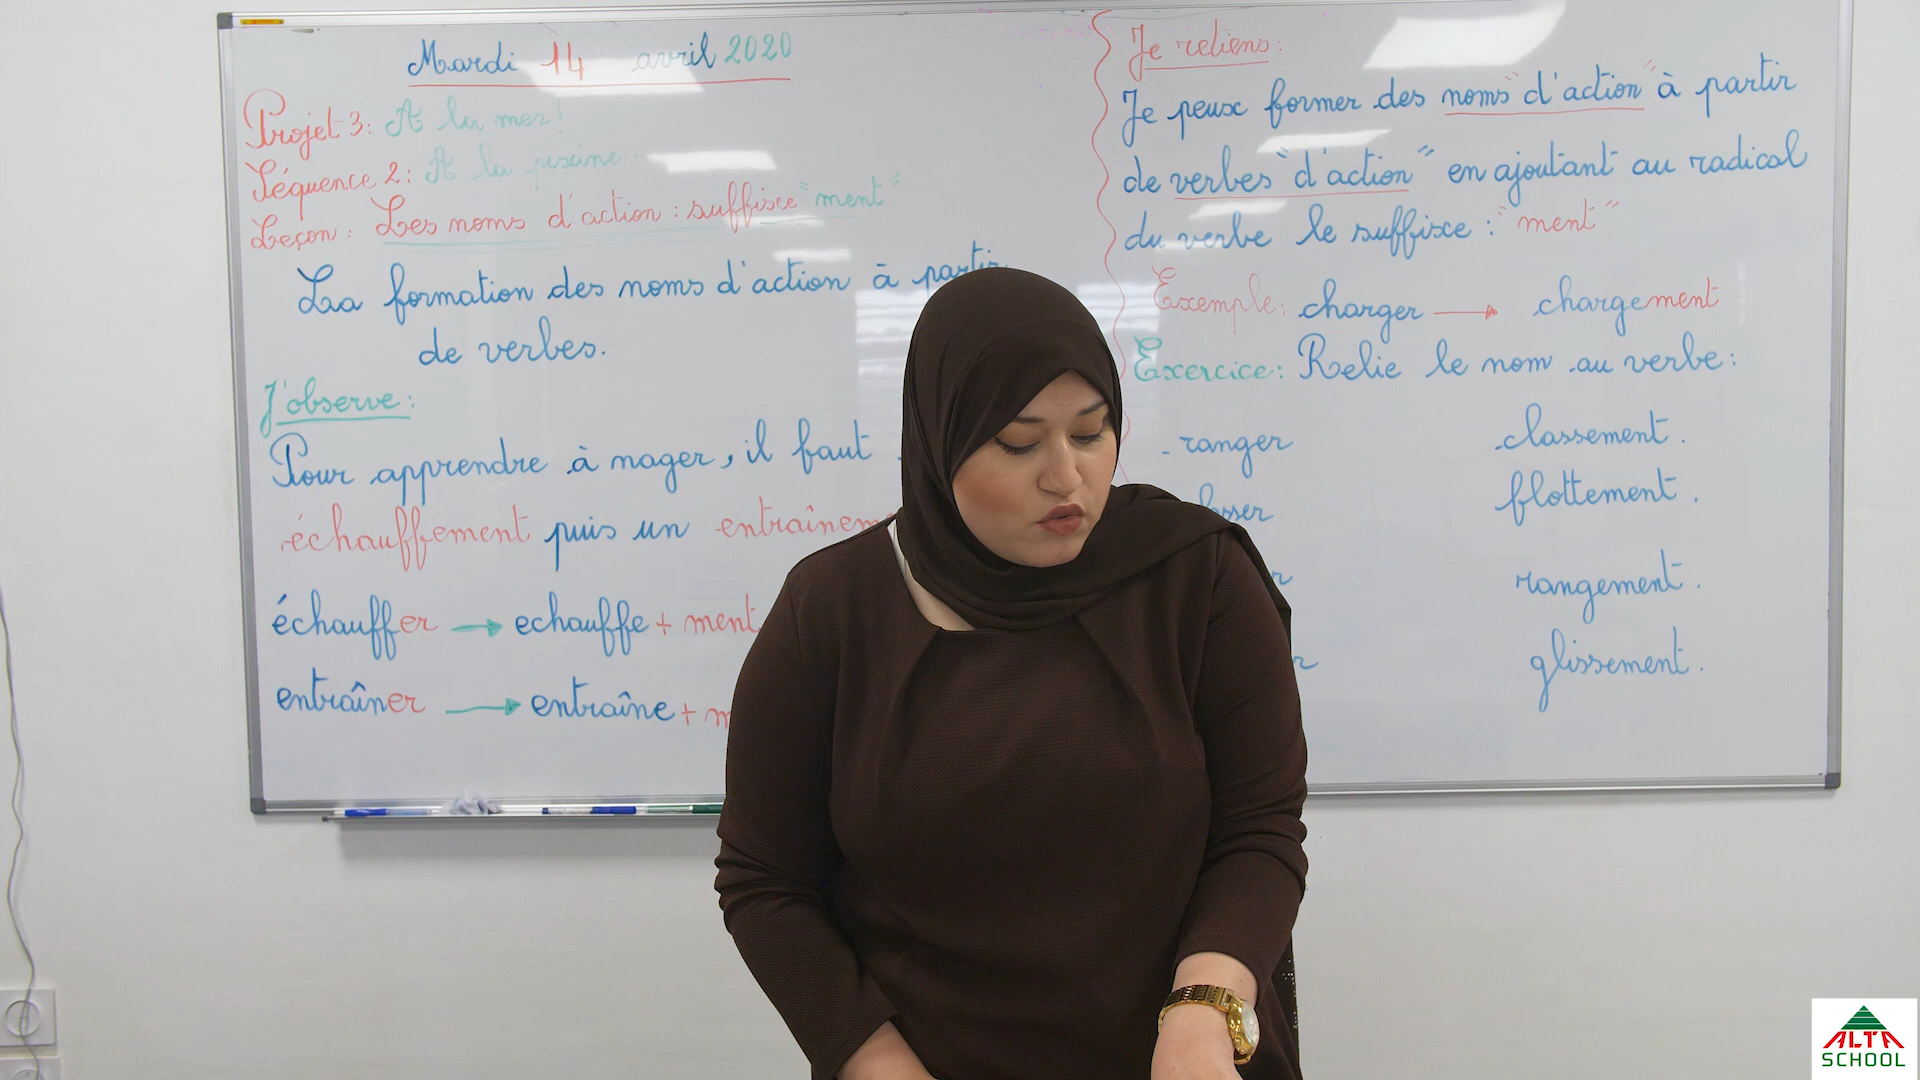 Mardi 14 avril 2020
Projet 3: A la mer!
Séquence 2: A la piscine.
Leçon: Les noms d'action: suffixe "ment"
La formation des noms d'action à partir
de verbes.
J'observe:
Pour apprendre à nager, il faut
échauffement puis un
échauffer → echauffe + ment
entraîner → entraîne +
Je retiens:
Je peux former des noms "d'action" à partir
de verbes "d'action" en ajoutant au radical
du verbe le suffixe: "ment"
Exemple: charger → chargement
Exercice: Relie le nom au verbe:
- ranger classement.
flottement.
rangement.
glissement.
ALTA
SCHOOL